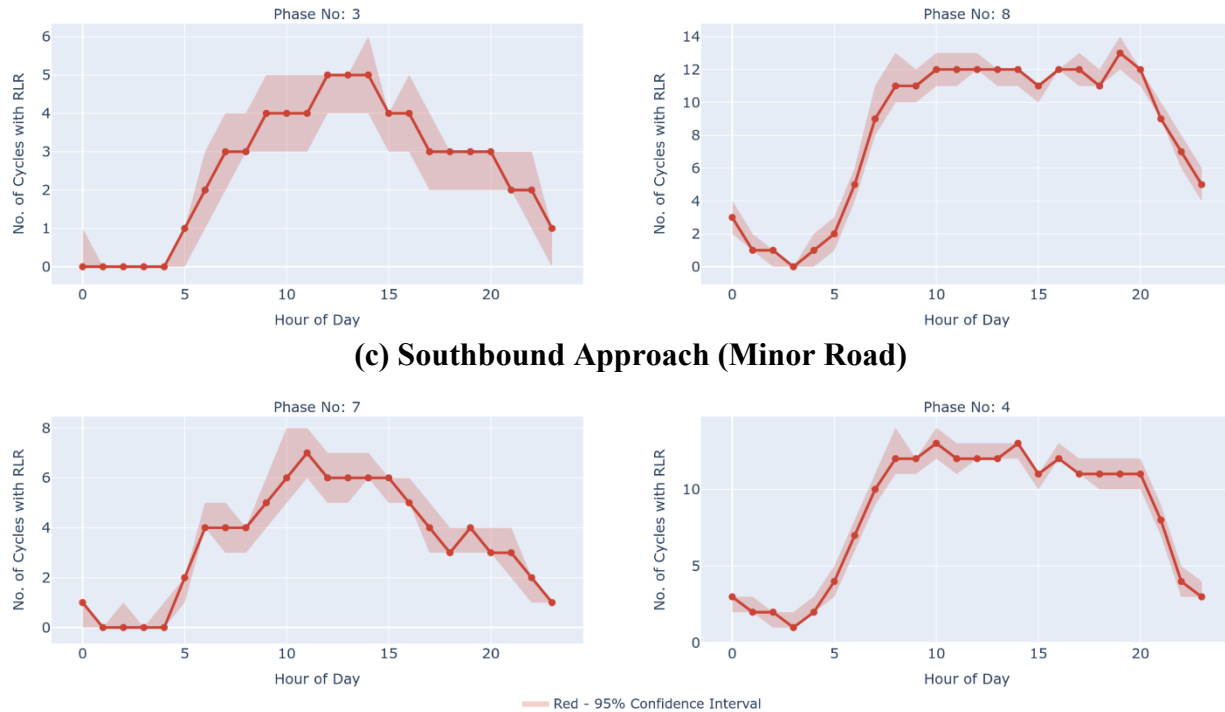 Phase No: 3
6
5
4
3
2
1
0
No. of Cycles with RLR
0 5 10 15 20
Hour of Day
Phase No: 8
14
12
10
8
6
4
2
0
No. of Cycles with RLR
0 5 10 15 20
Hour of Day
(c) Southbound Approach (Minor Road)
Phase No: 7
8
6
4
2
0
No. of Cycles with RLR
0 5 10 15 20
Hour of Day
Phase No: 4
10
5
0
No. of Cycles with RLR
0 5 10 15 20
Hour of Day
Red - 95% Confidence Interval